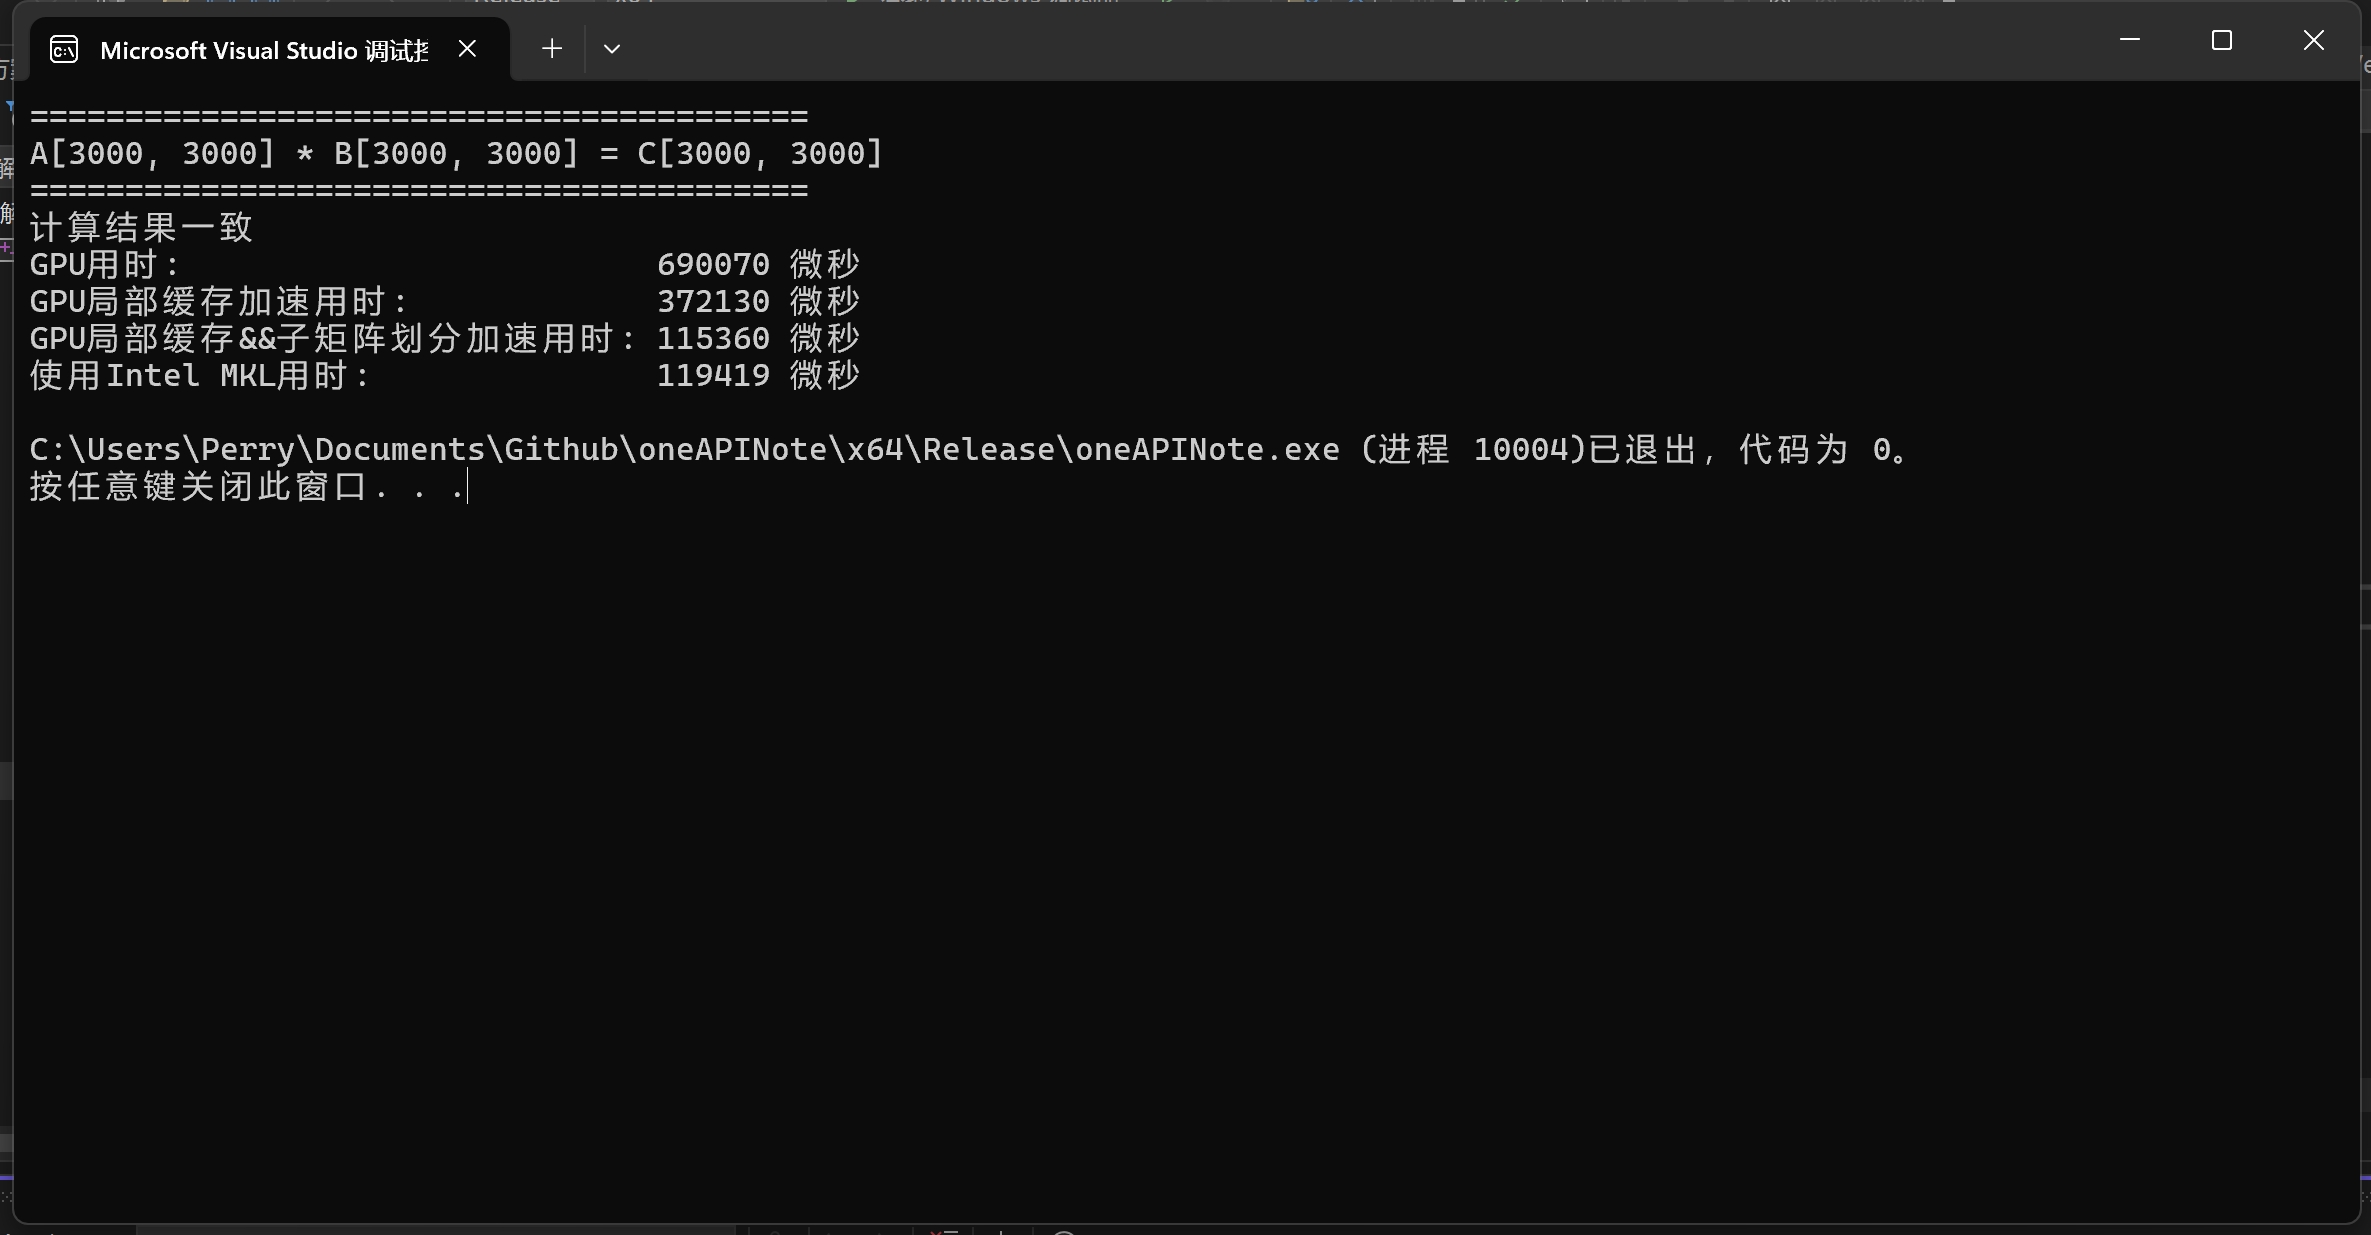 Microsoft Visual Studio 调试控
=========================================
A[3000, 3000] * B[3000, 3000] = C[3000, 3000]
=========================================
计算结果一致
GPU用时: 690070 微秒
GPU局部缓存加速用时: 372130 微秒
GPU局部缓存&&子矩阵划分加速用时: 115360 微秒
使用Intel MKL用时: 119419 微秒
C:\Users\Perry\Documents\Github\oneAPINote\x64\Release\oneAPINote.exe (进程 10004)已退出，代码为 0。
按任意键关闭此窗口. . .